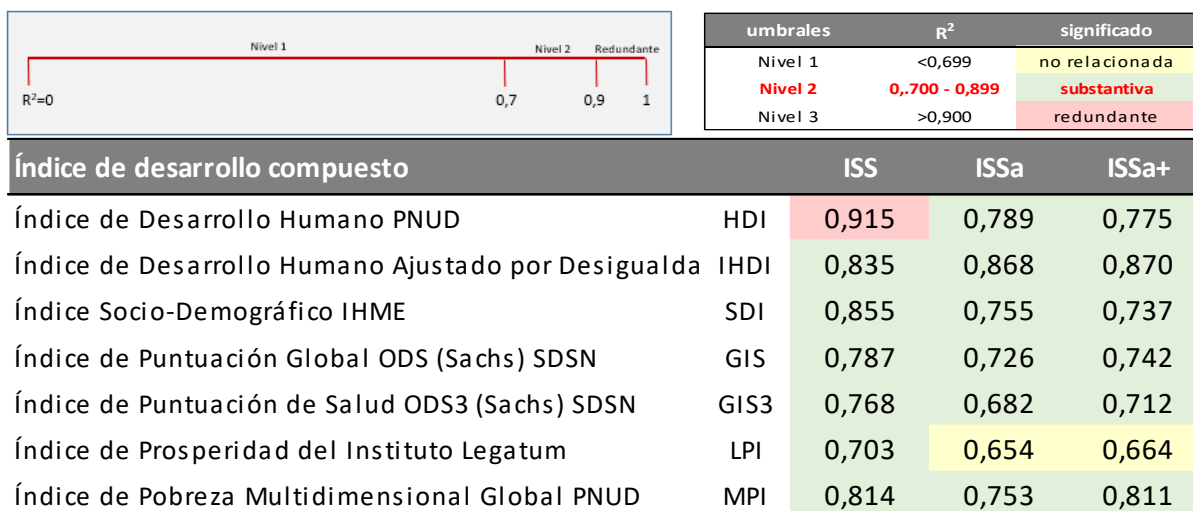 Nivel 1 Nivel 2 Redundante
R²=0 0,7 0,9 1
umbrales R² significado
Nivel 1 <0,699 no relacionada
Nivel 2 0,.700 - 0,899 substantiva
Nivel 3 >0,900 redundante
Índice de desarrollo compuesto ISS ISSa ISSa+
Índice de Desarrollo Humano PNUD HDI 0,915 0,789 0,775
Índice de Desarrollo Humano Ajustado por Desigualda IHDI 0,835 0,868 0,870
Índice Socio-Demográfico IHME SDI 0,855 0,755 0,737
Índice de Puntuación Global ODS (Sachs) SDSN GIS 0,787 0,726 0,742
Índice de Puntuación de Salud ODS3 (Sachs) SDSN GIS3 0,768 0,682 0,712
Índice de Prosperidad del Instituto Legatum LPI 0,703 0,654 0,664
Índice de Pobreza Multidimensional Global PNUD MPI 0,814 0,753 0,811